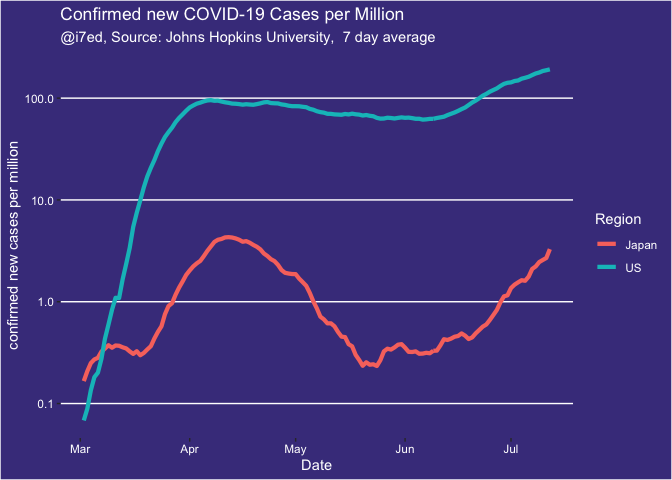 Confirmed new COVID-19 Cases per Million
@i7ed, Source: Johns Hopkins University,  7 day average
confirmed new cases per million
100.0
10.0
1.0
0.1
Mar Apr May Jun Jul
Date
Region
Japan
US